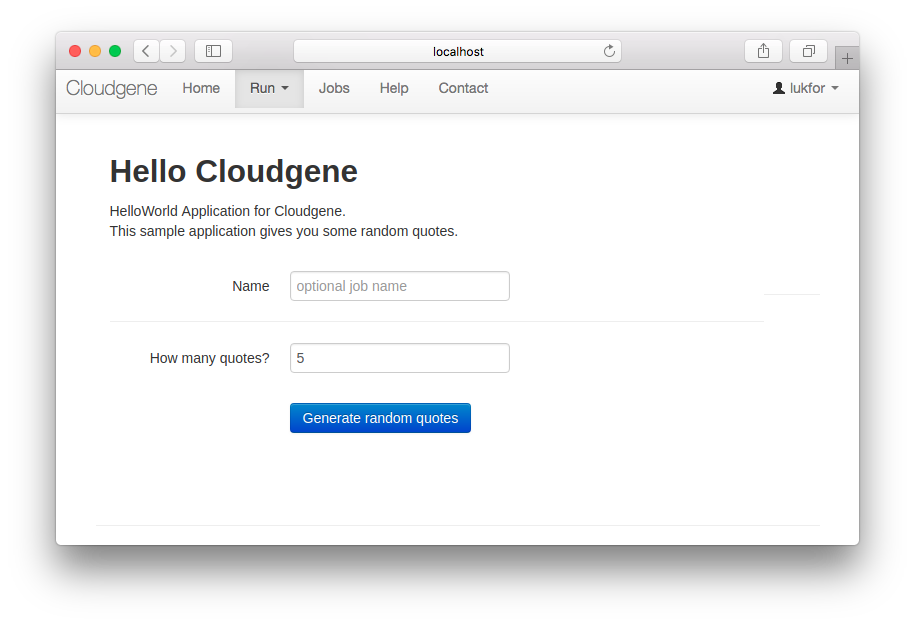 localhost
Cloudgene Home Run Jobs Help Contact lukfor
Hello Cloudgene
HelloWorld Application for Cloudgene.
This sample application gives you some random quotes.
Name optional job name
How many quotes? 5
Generate random quotes